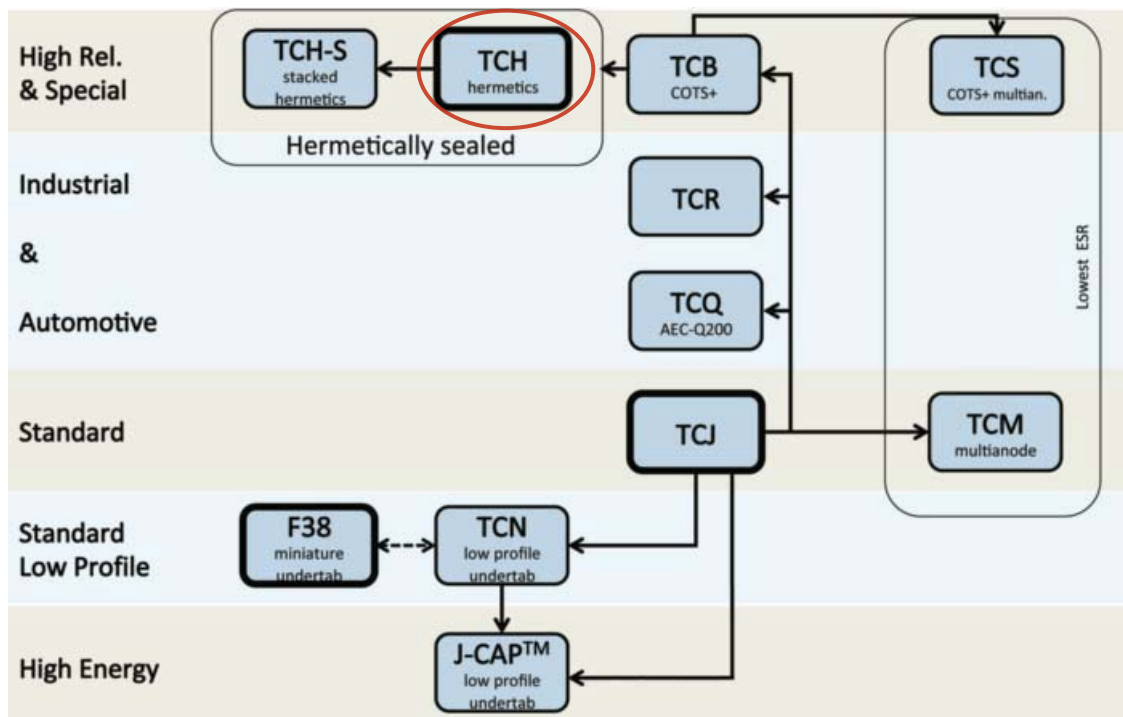 High Rel.
& Special
TCH-S
stacked
hermetics
TCH
hermetics
TCB
COTS+
TCS
COTS+ multian.
Hermetically sealed
Industrial
&
Automotive
TCR
TCQ
AEC-Q200
Lowest ESR
Standard
TCJ
TCM
multianode
Standard
Low Profile
F38
miniature
undertab
TCN
low profile
undertab
High Energy
J-CAP™
low profile
undertab